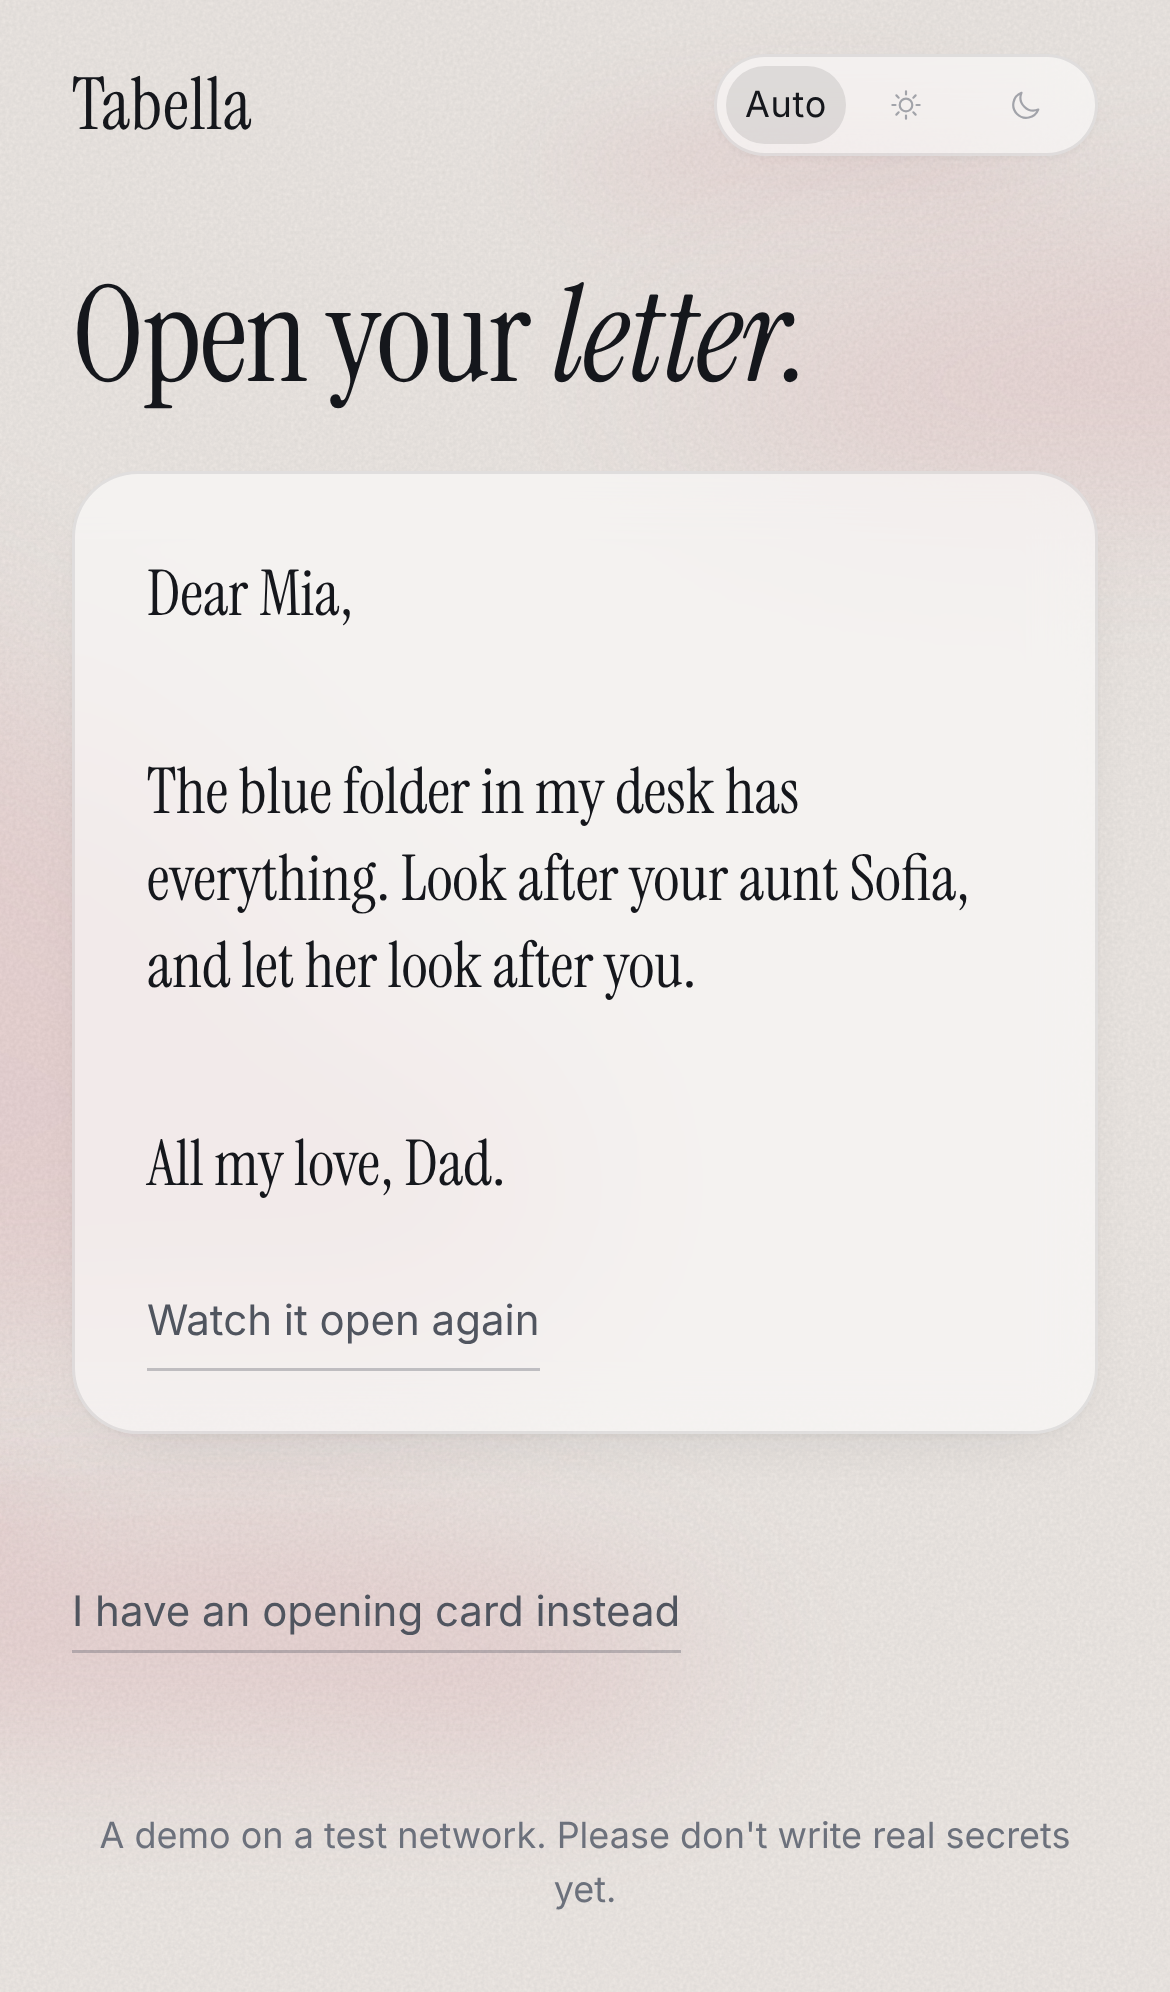 Tabella
Auto
Open your letter.
Dear Mia,
The blue folder in my desk has
everything. Look after your aunt Sofia,
and let her look after you.
All my love, Dad.
Watch it open again
I have an opening card instead
A demo on a test network. Please don't write real secrets
yet.